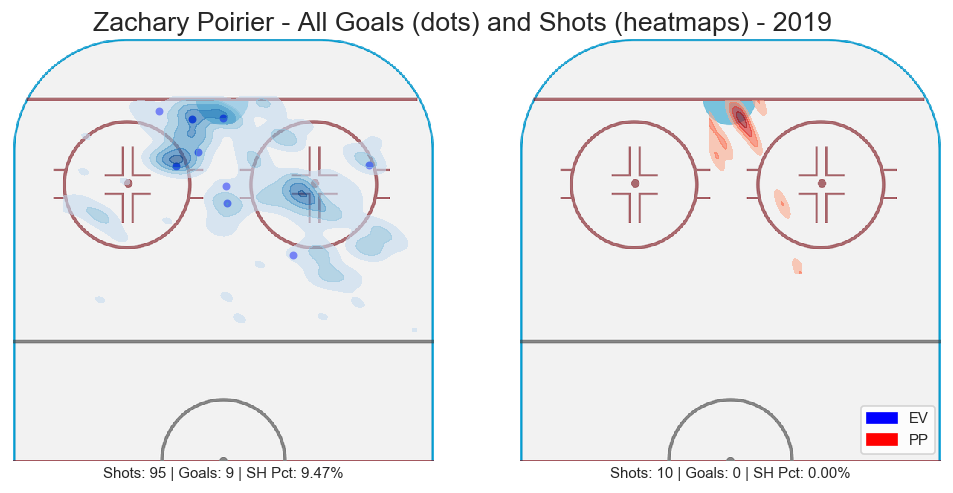 Zachary Poirier - All Goals (dots) and Shots (heatmaps) - 2019
EV
PP
Shots: 95 | Goals: 9 | SH Pct: 9.47%
Shots: 10 | Goals: 0 | SH Pct: 0.00%